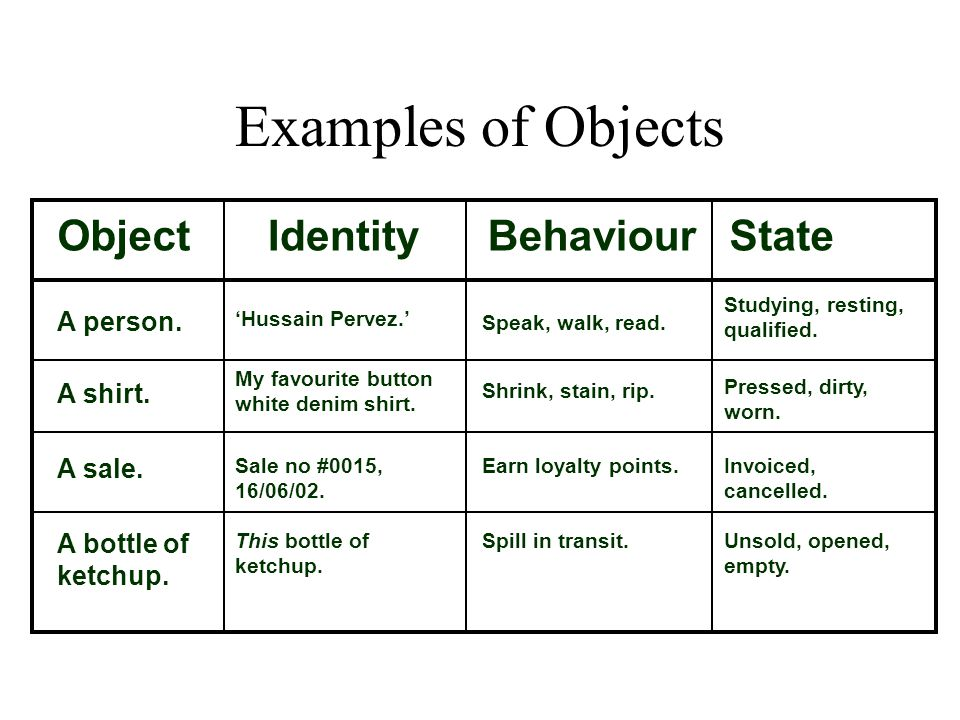 Examples of Objects
Object Identity Behaviour State
A person.
‘Hussain Pervez.’
Speak, walk, read.
Studying, resting,
qualified.
A shirt.
My favourite button
white denim shirt.
Shrink, stain, rip.
Pressed, dirty,
worn.
A sale.
Sale no #0015,
16/06/02.
Earn loyalty points.
Invoiced,
cancelled.
A bottle of
ketchup.
This bottle of
ketchup.
Spill in transit.
Unsold, opened,
empty.